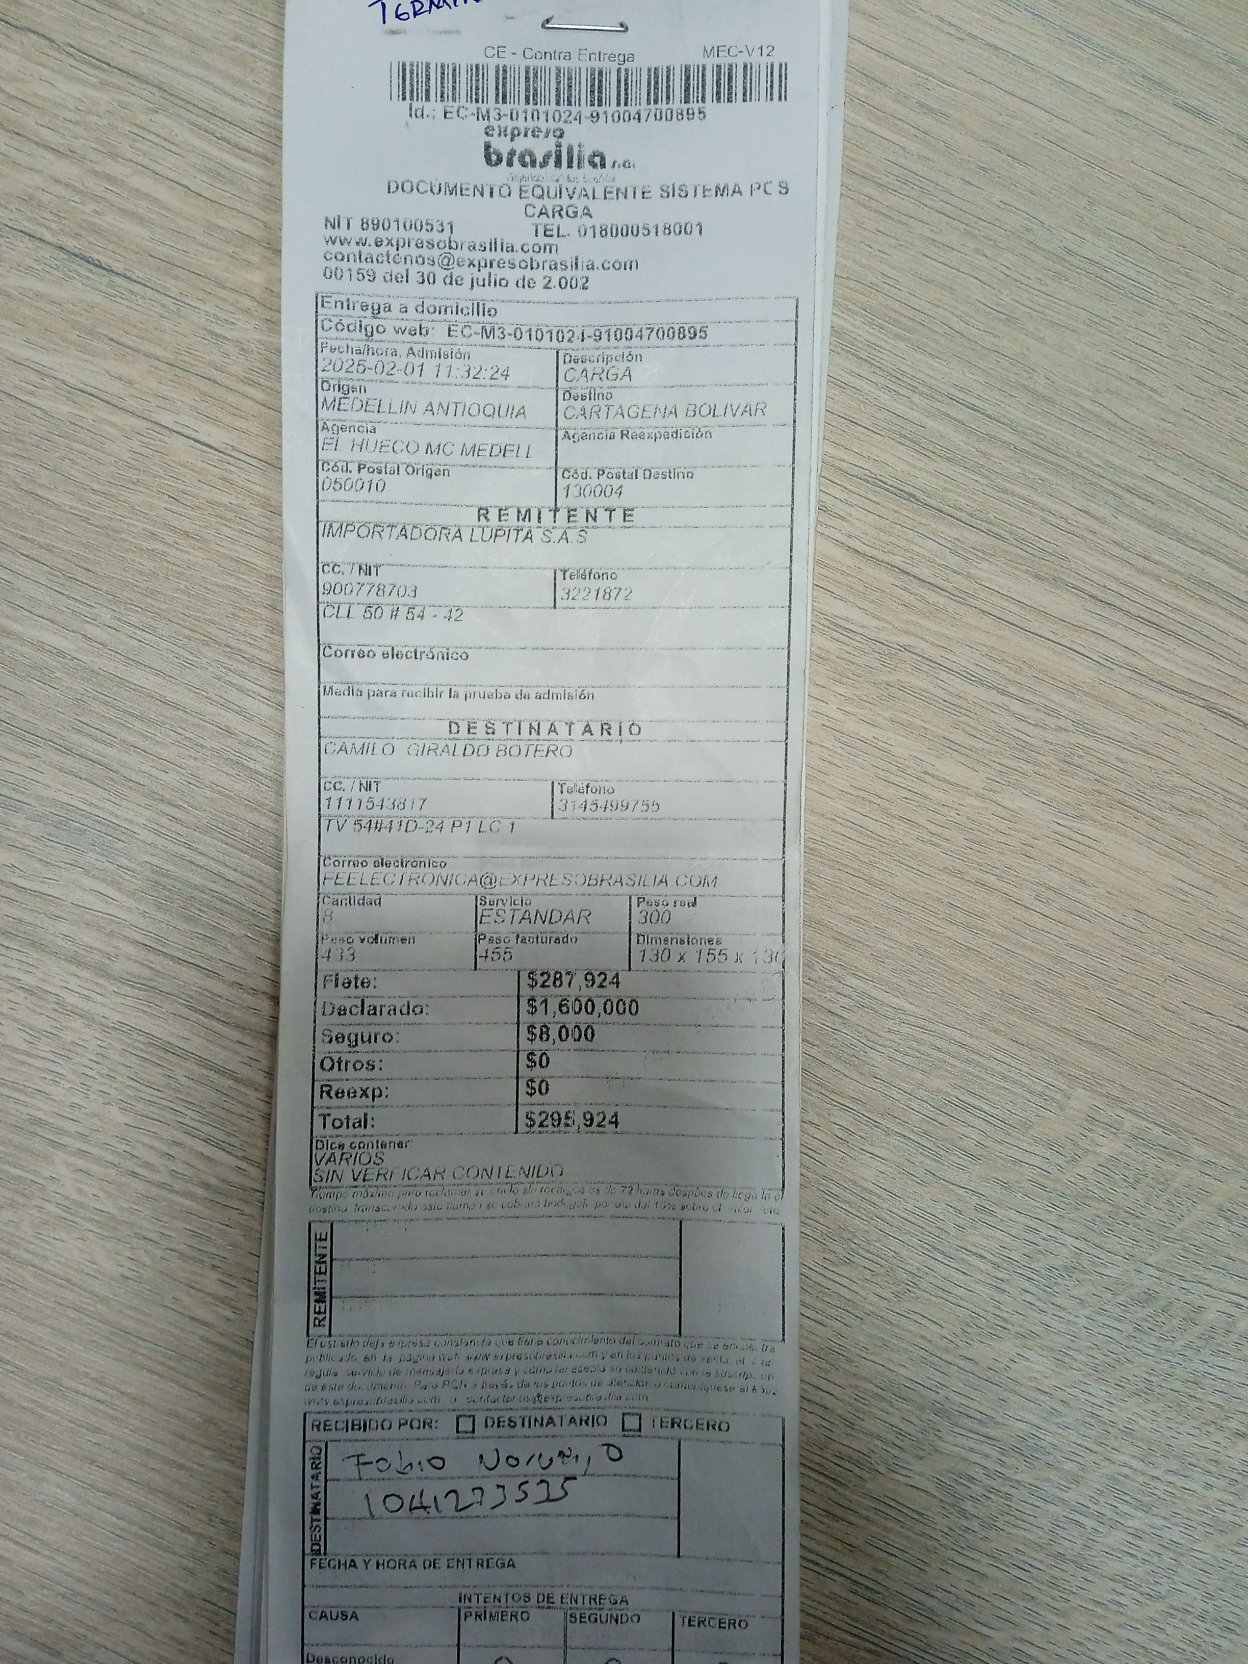 CE - Contra Entrega MEC-V12
Id.: EC-M3-0101024-91004700895
expreso
brasilia s.a.
DOCUMENTO EQUIVALENTE SISTEMA PCS
CARGA
NIT 890100531 TEL. 018000518001
www.expresobrasilia.com
contactenos@expresobrasilia.com
00159 del 30 de julio de 2.002
Entrega a domicilio
Código web: EC-M3-0101024-91004700895
Fecha/hora. Admisión Descripción
2025-02-01 11:32:24 CARGA
Origen Destino
MEDELLIN ANTIOQUIA CARTAGENA BOLIVAR
Agencia Agencia Reexpedición
EL HUECO MC MEDELL
Cód. Postal Origen Cód. Postal Destino
050010 130004
REMITENTE
IMPORTADORA LUPITA S.A.S
CC. / NIT Teléfono
900778703 3221872
CLL 50 # 54 - 42
Correo electrónico
Medio para recibir la prueba de admisión
DESTINATARIO
CAMILO GIRALDO BOTERO
CC. / NIT Teléfono
1111543817 3145499755
TV 54#41D-24 P1 LC 1
Correo electronico
FEELECTRONICA@EXPRESOBRASILIA.COM
Cantidad Servicio Peso real
8 ESTANDAR 300
Peso volumen Peso facturado Dimensiones
433 455 130 x 155 x 130
Flete: $287,924
Declarado: $1,600,000
Seguro: $8,000
Otros: $0
Reexp: $0
Total: $295,924
Dice contener:
VARIOS
SIN VERFICAR CONTENIDO
REMITENTE
RECIBIDO POR: DESTINATARIO TERCERO
DESTINATARIO
Fabio
1041273525
FECHA Y HORA DE ENTREGA
INTENTOS DE ENTREGA
CAUSA PRIMERO SEGUNDO TERCERO
Desconocido